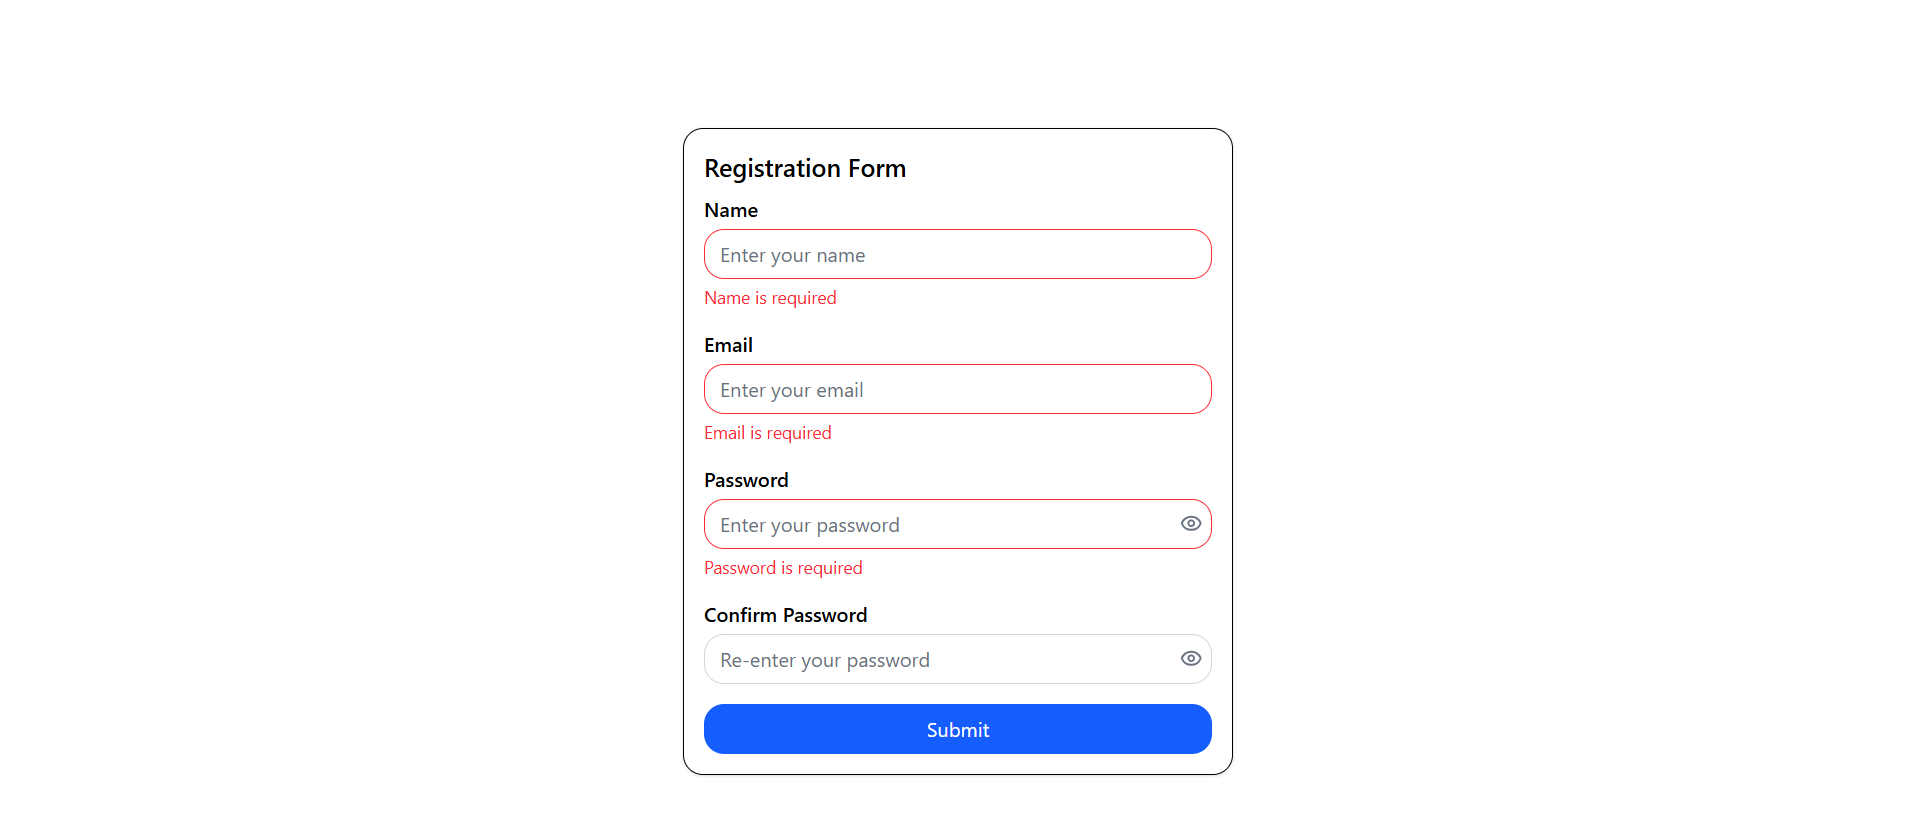 Registration Form
Name
Enter your name
Name is required
Email
Enter your email
Email is required
Password
Enter your password
Password is required
Confirm Password
Re-enter your password
Submit